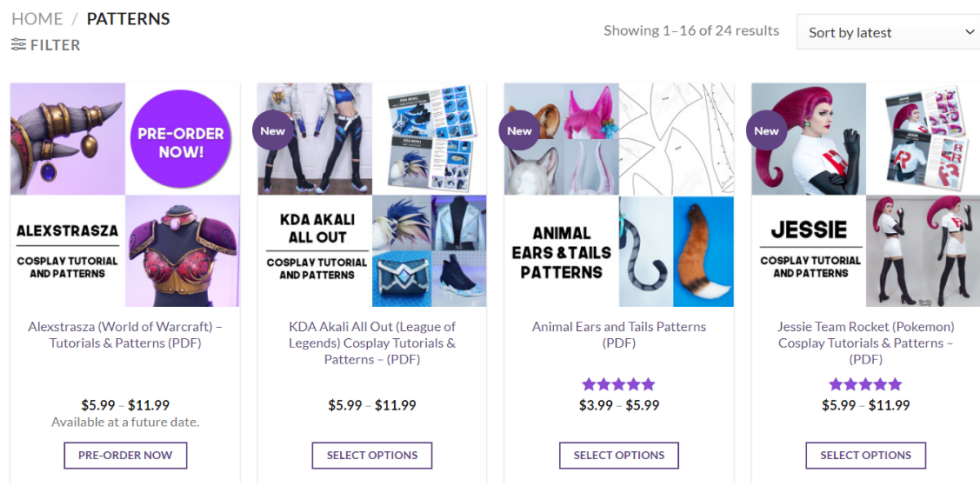 HOME / PATTERNS
FILTER
Showing 1–16 of 24 results
Sort by latest
PRE-ORDER
NOW!
ALEXSTRASZA
COSPLAY TUTORIAL
AND PATTERNS
Alexstrasza (World of Warcraft) –
Tutorials & Patterns (PDF)
$5.99 – $11.99
Available at a future date.
PRE-ORDER NOW
New
KDA AKALI
ALL OUT
COSPLAY TUTORIAL
AND PATTERNS
KDA Akali All Out (League of
Legends) Cosplay Tutorials &
Patterns – (PDF)
$5.99 – $11.99
SELECT OPTIONS
New
ANIMAL
EARS & TAILS
PATTERNS
Animal Ears and Tails Patterns
(PDF)
$3.99 – $5.99
SELECT OPTIONS
New
R
JESSIE
COSPLAY TUTORIAL
AND PATTERNS
Jessie Team Rocket (Pokemon)
Cosplay Tutorials & Patterns –
(PDF)
$5.99 – $11.99
SELECT OPTIONS